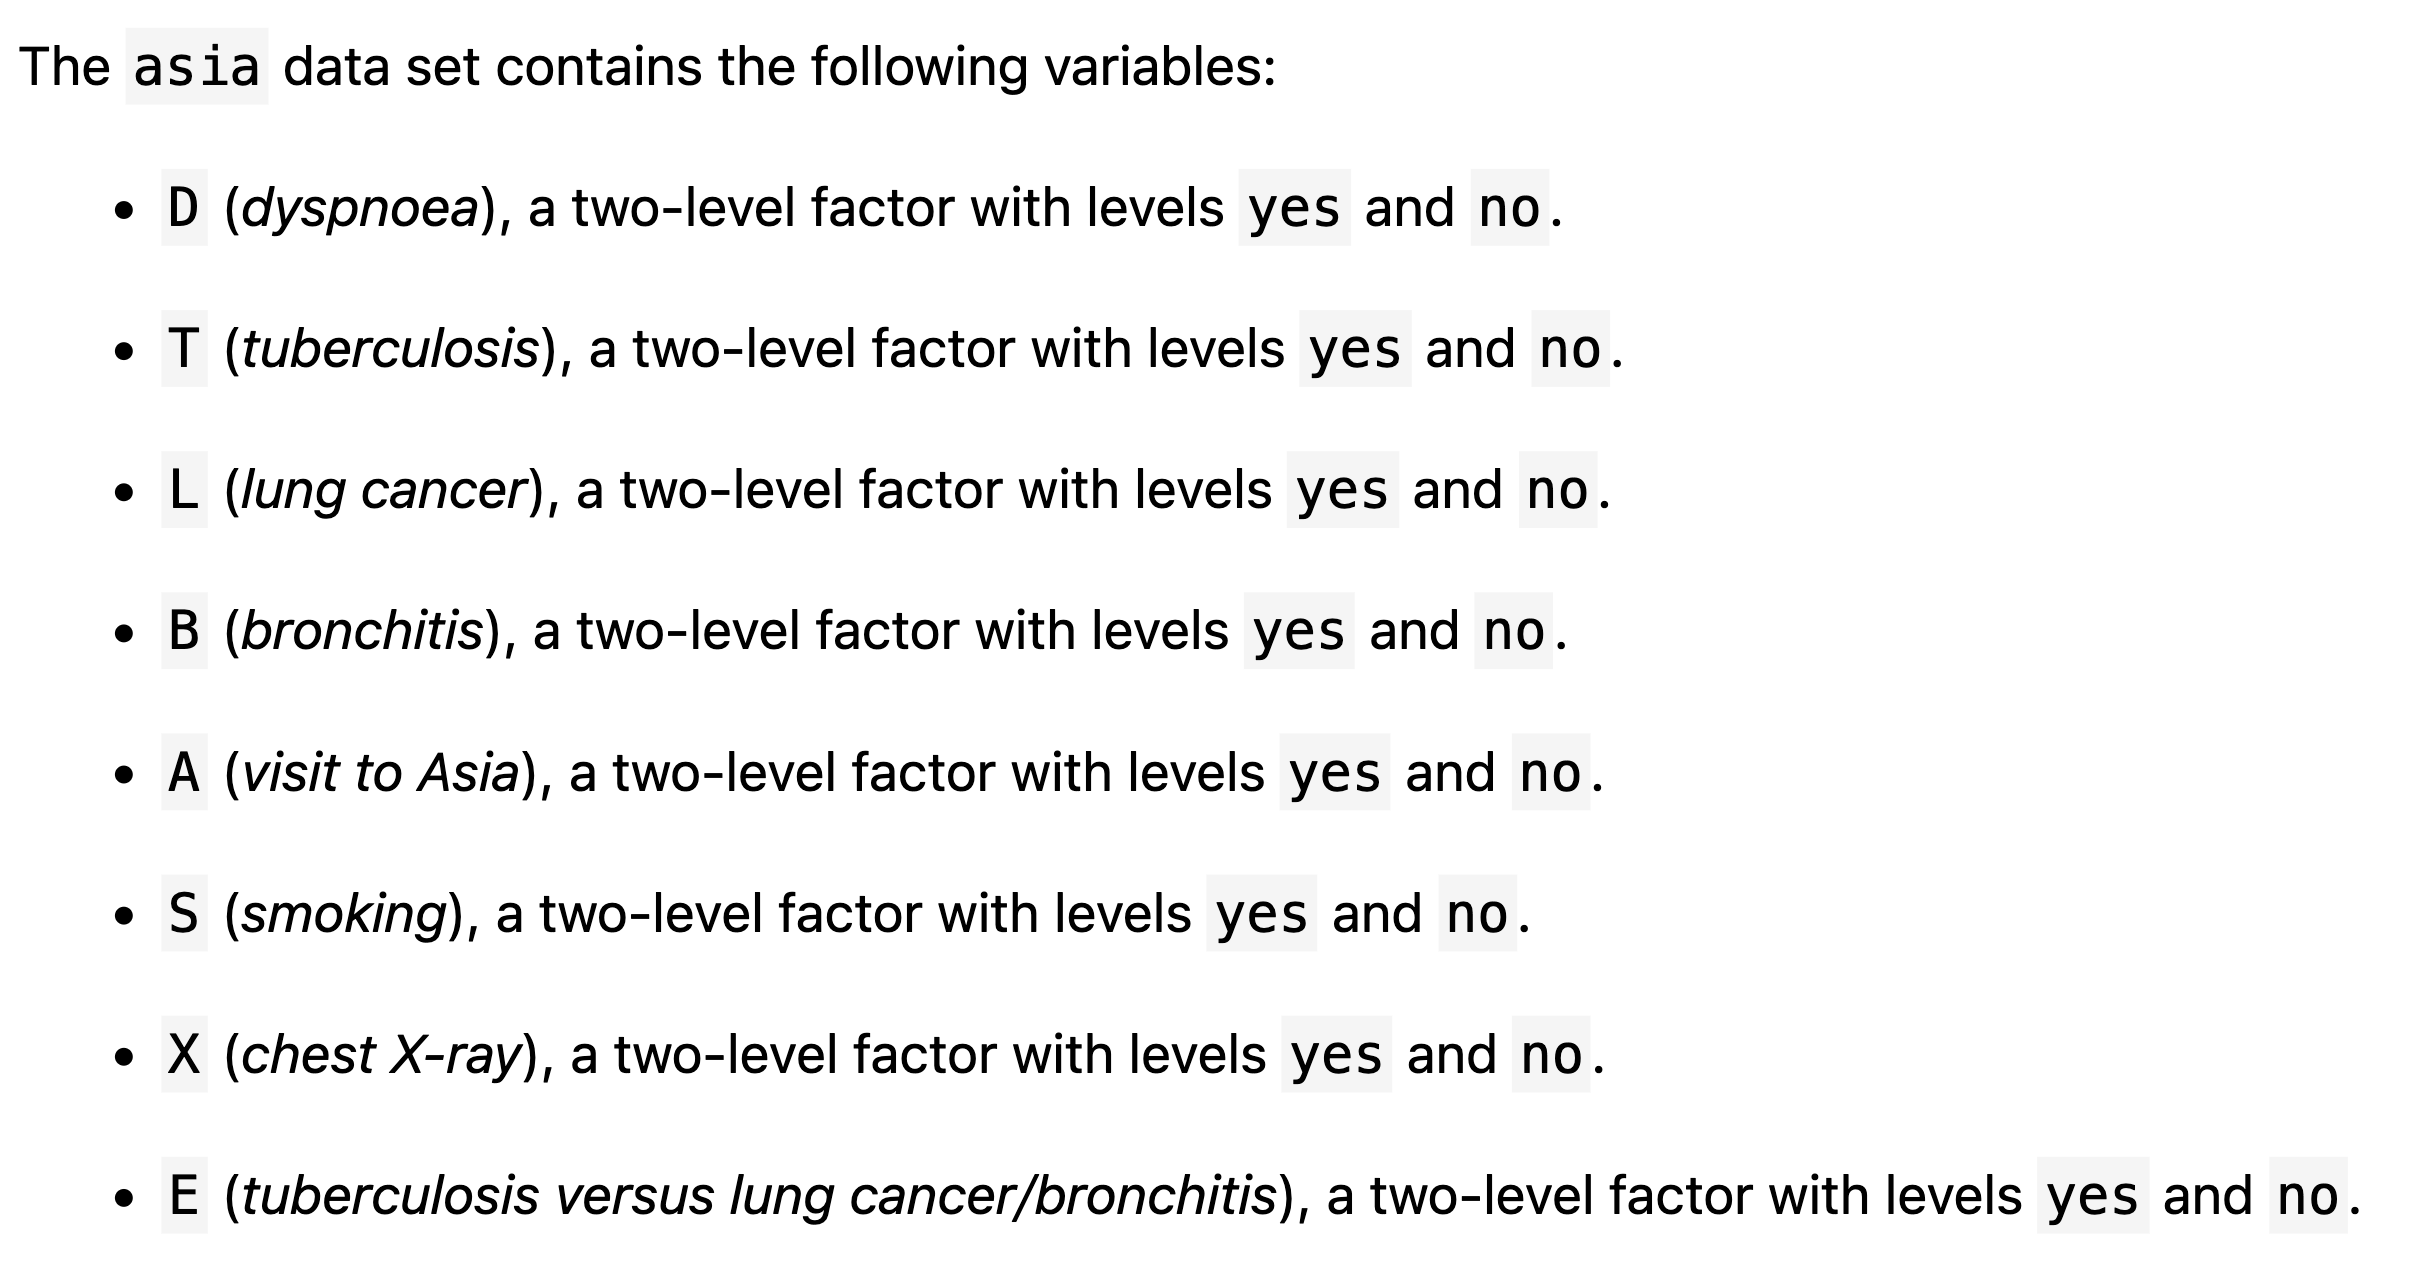 The asia data set contains the following variables:
• D (dyspnoea), a two-level factor with levels yes and no.
• T (tuberculosis), a two-level factor with levels yes and no.
• L (lung cancer), a two-level factor with levels yes and no.
• B (bronchitis), a two-level factor with levels yes and no.
• A (visit to Asia), a two-level factor with levels yes and no.
• S (smoking), a two-level factor with levels yes and no.
• X (chest X-ray), a two-level factor with levels yes and no.
• E (tuberculosis versus lung cancer/bronchitis), a two-level factor with levels yes and no.